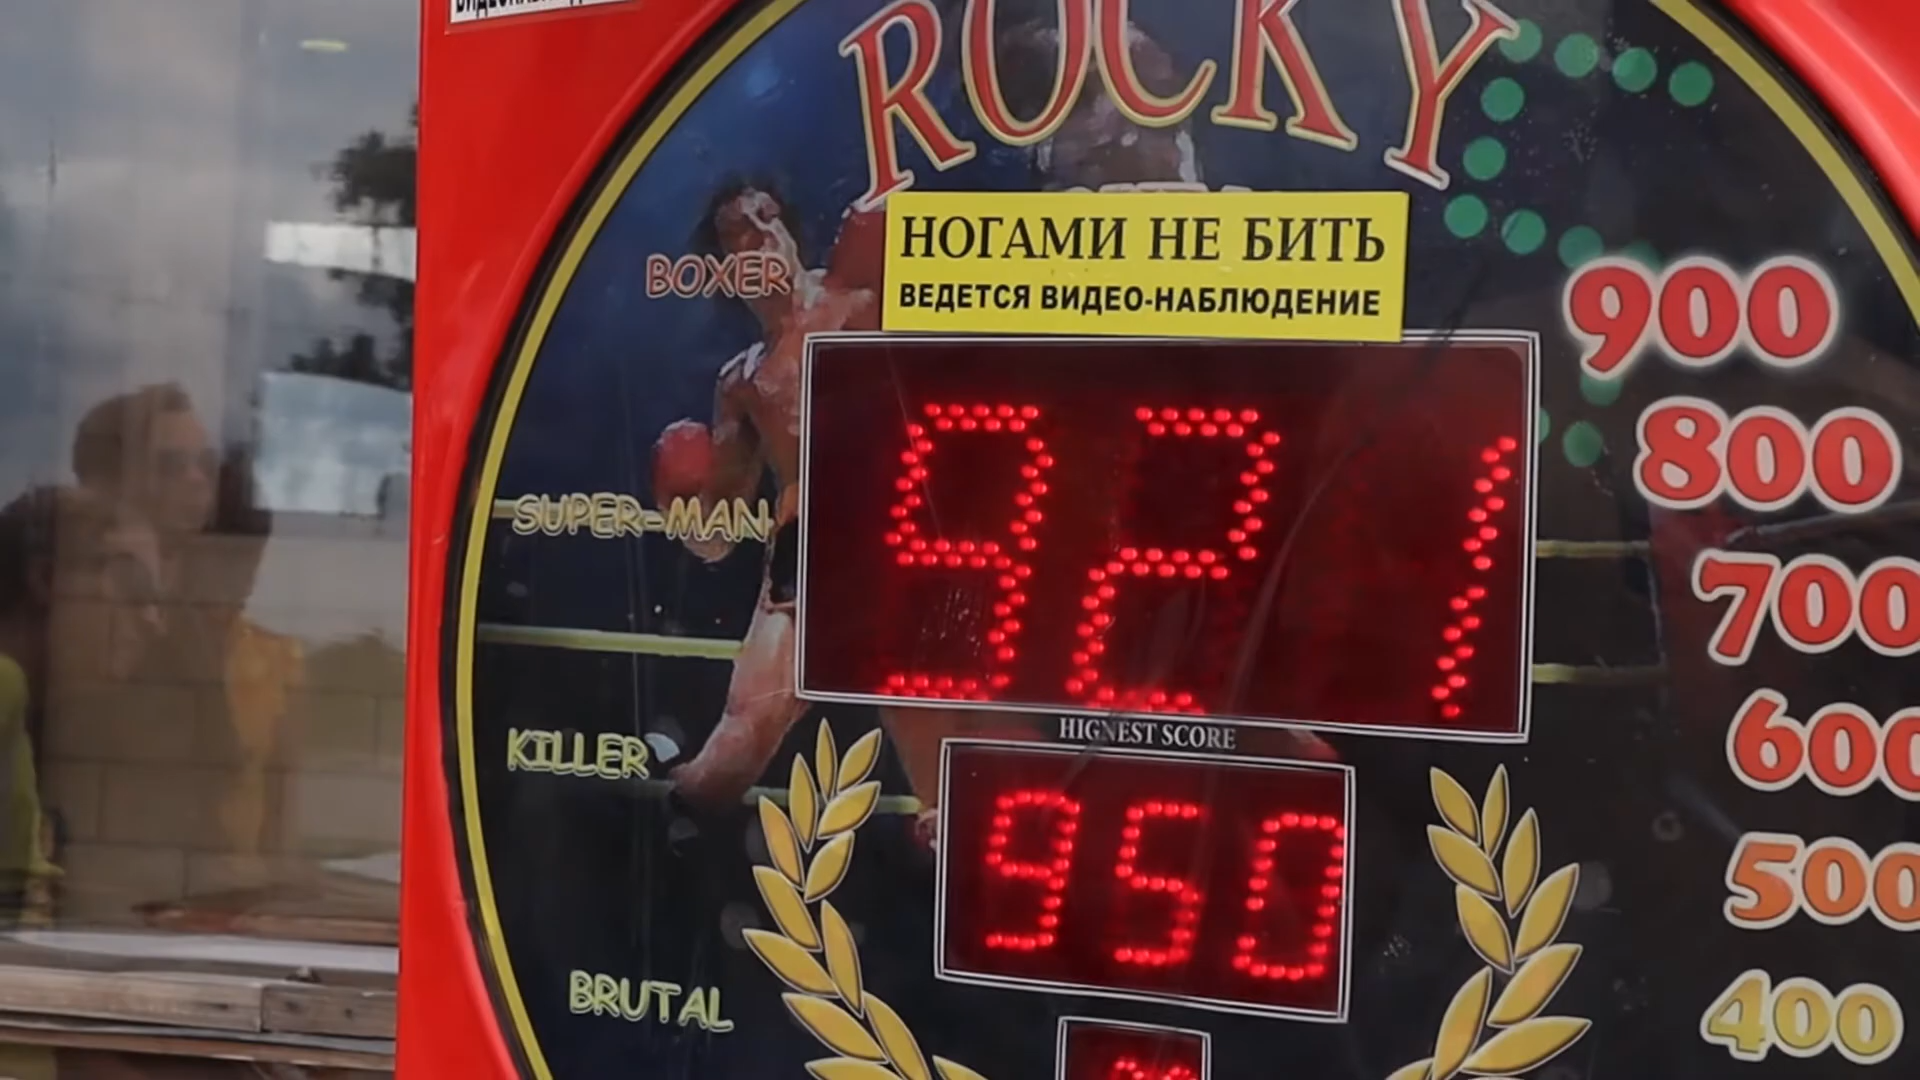 ROCKY
НОГАМИ НЕ БИТЬ
ВЕДЕТСЯ ВИДЕО-НАБЛЮДЕНИЕ
BOXER
900
921
800
SUPER-MAN
700
HIGNEST SCORE
KILLER
600
950
500
BRUTAL
400